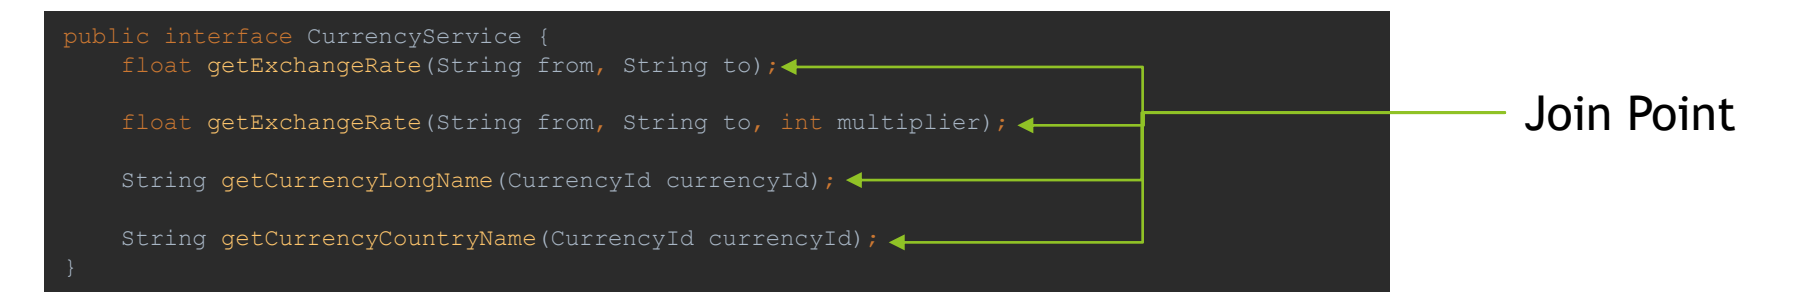 public interface CurrencyService {
float getExchangeRate(String from, String to);
float getExchangeRate(String from, String to, int multiplier);
String getCurrencyLongName(CurrencyId currencyId);
String getCurrencyCountryName(CurrencyId currencyId);
}
Join Point